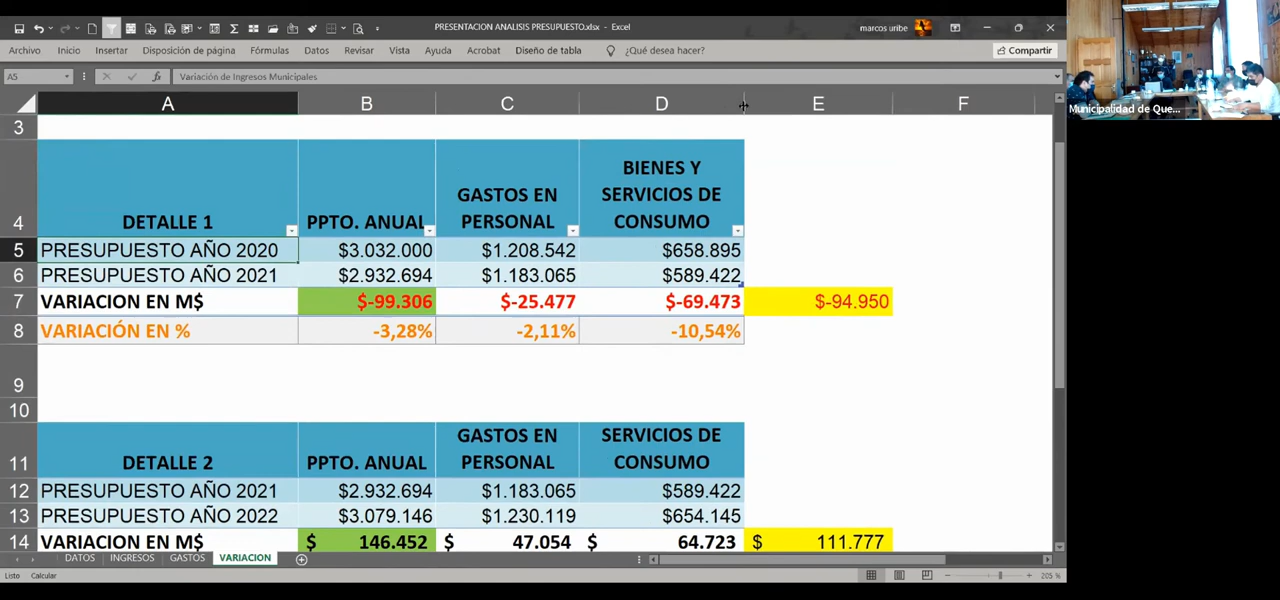 PRESENTACION ANALISIS PRESUPUESTO.xlsx - Excel
marcos uribe
Archivo Inicio Insertar Disposición de página Fórmulas Datos Revisar Vista Ayuda Acrobat Diseño de tabla ¿Qué desea hacer? Compartir
A5 fx Variación de Ingresos Municipales
Municipalidad de Que...
A B C D E F
3
4 DETALLE 1 PPTO. ANUAL GASTOS EN PERSONAL BIENES Y SERVICIOS DE CONSUMO
5 PRESUPUESTO AÑO 2020 $3.032.000 $1.208.542 $658.895
6 PRESUPUESTO AÑO 2021 $2.932.694 $1.183.065 $589.422
7 VARIACION EN M$ $-99.306 $-25.477 $-69.473 $-94.950
8 VARIACIÓN EN % -3,28% -2,11% -10,54%
9
10
11 DETALLE 2 PPTO. ANUAL GASTOS EN PERSONAL SERVICIOS DE CONSUMO
12 PRESUPUESTO AÑO 2021 $2.932.694 $1.183.065 $589.422
13 PRESUPUESTO AÑO 2022 $3.079.146 $1.230.119 $654.145
14 VARIACION EN M$ $ 146.452 $ 47.054 $ 64.723 $ 111.777
DATOS INGRESOS GASTOS VARIACION
Listo Calcular 205 %